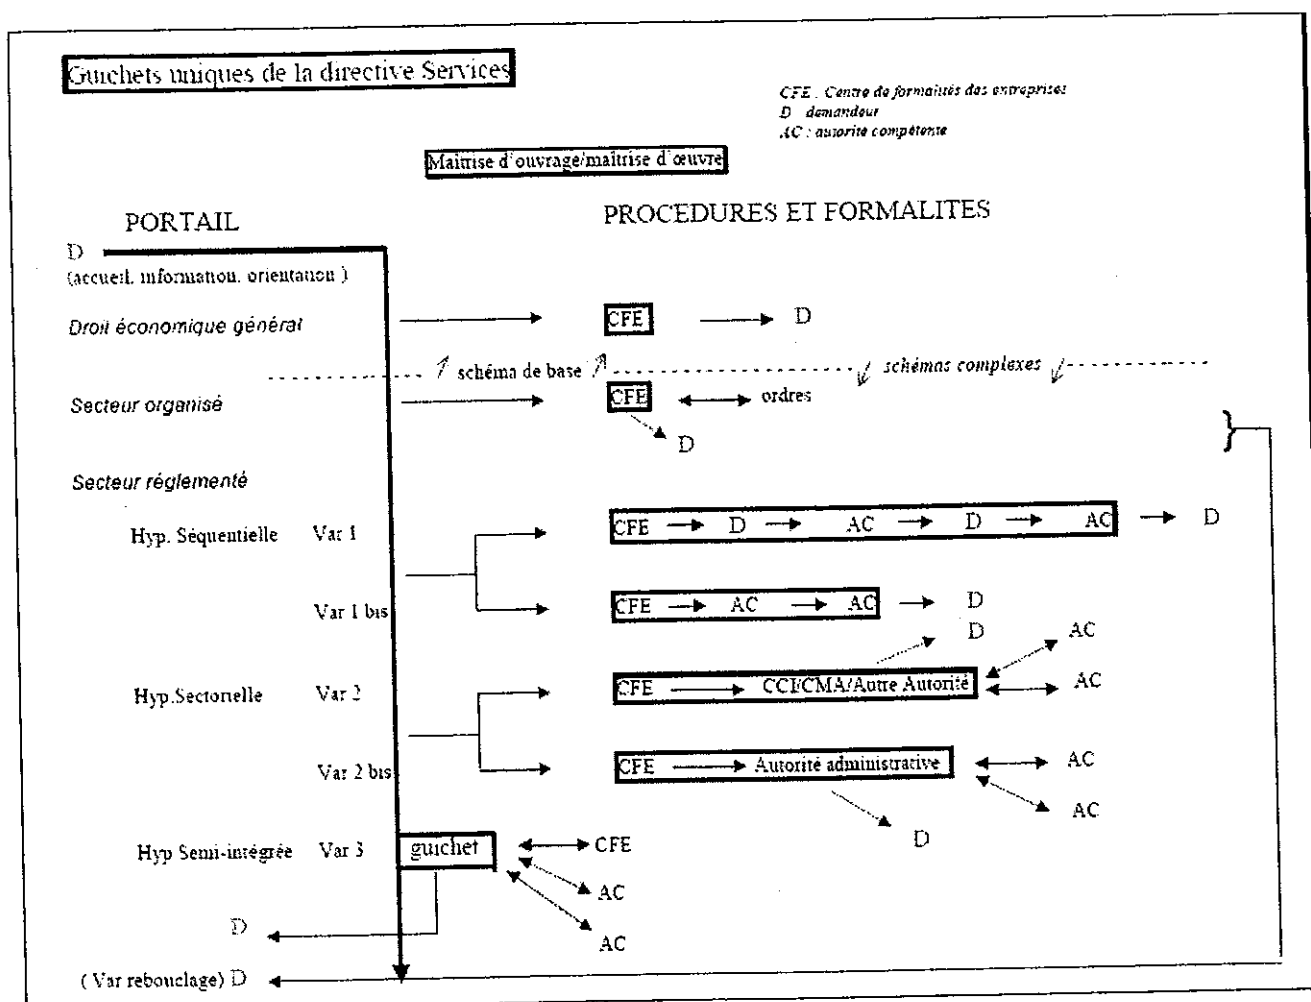 Guichets uniques de la directive Services
CFE : Centre de formalités des entreprises
D demandeur
AC : autorité compétente
Maîtrise d'ouvrage/maîtrise d'œuvre
PORTAIL
PROCEDURES ET FORMALITES
D
(accueil, information, orientation )
Droit économique général
CFE D
schéma de base schémas complexes
Secteur organisé
CFE ordres
D
}
Secteur réglementé
Hyp. Séquentielle Var 1
CFE D AC D AC D
Var 1 bis
CFE AC AC D
D AC
Hyp.Sectorielle Var 2
CFE CCI/CMA/Autre Autorité AC
Var 2 bis
CFE Autorité administrative AC
AC
D
Hyp Semi-intégrée Var 3
guichet CFE
AC
D
AC
( Var rebouclage) D